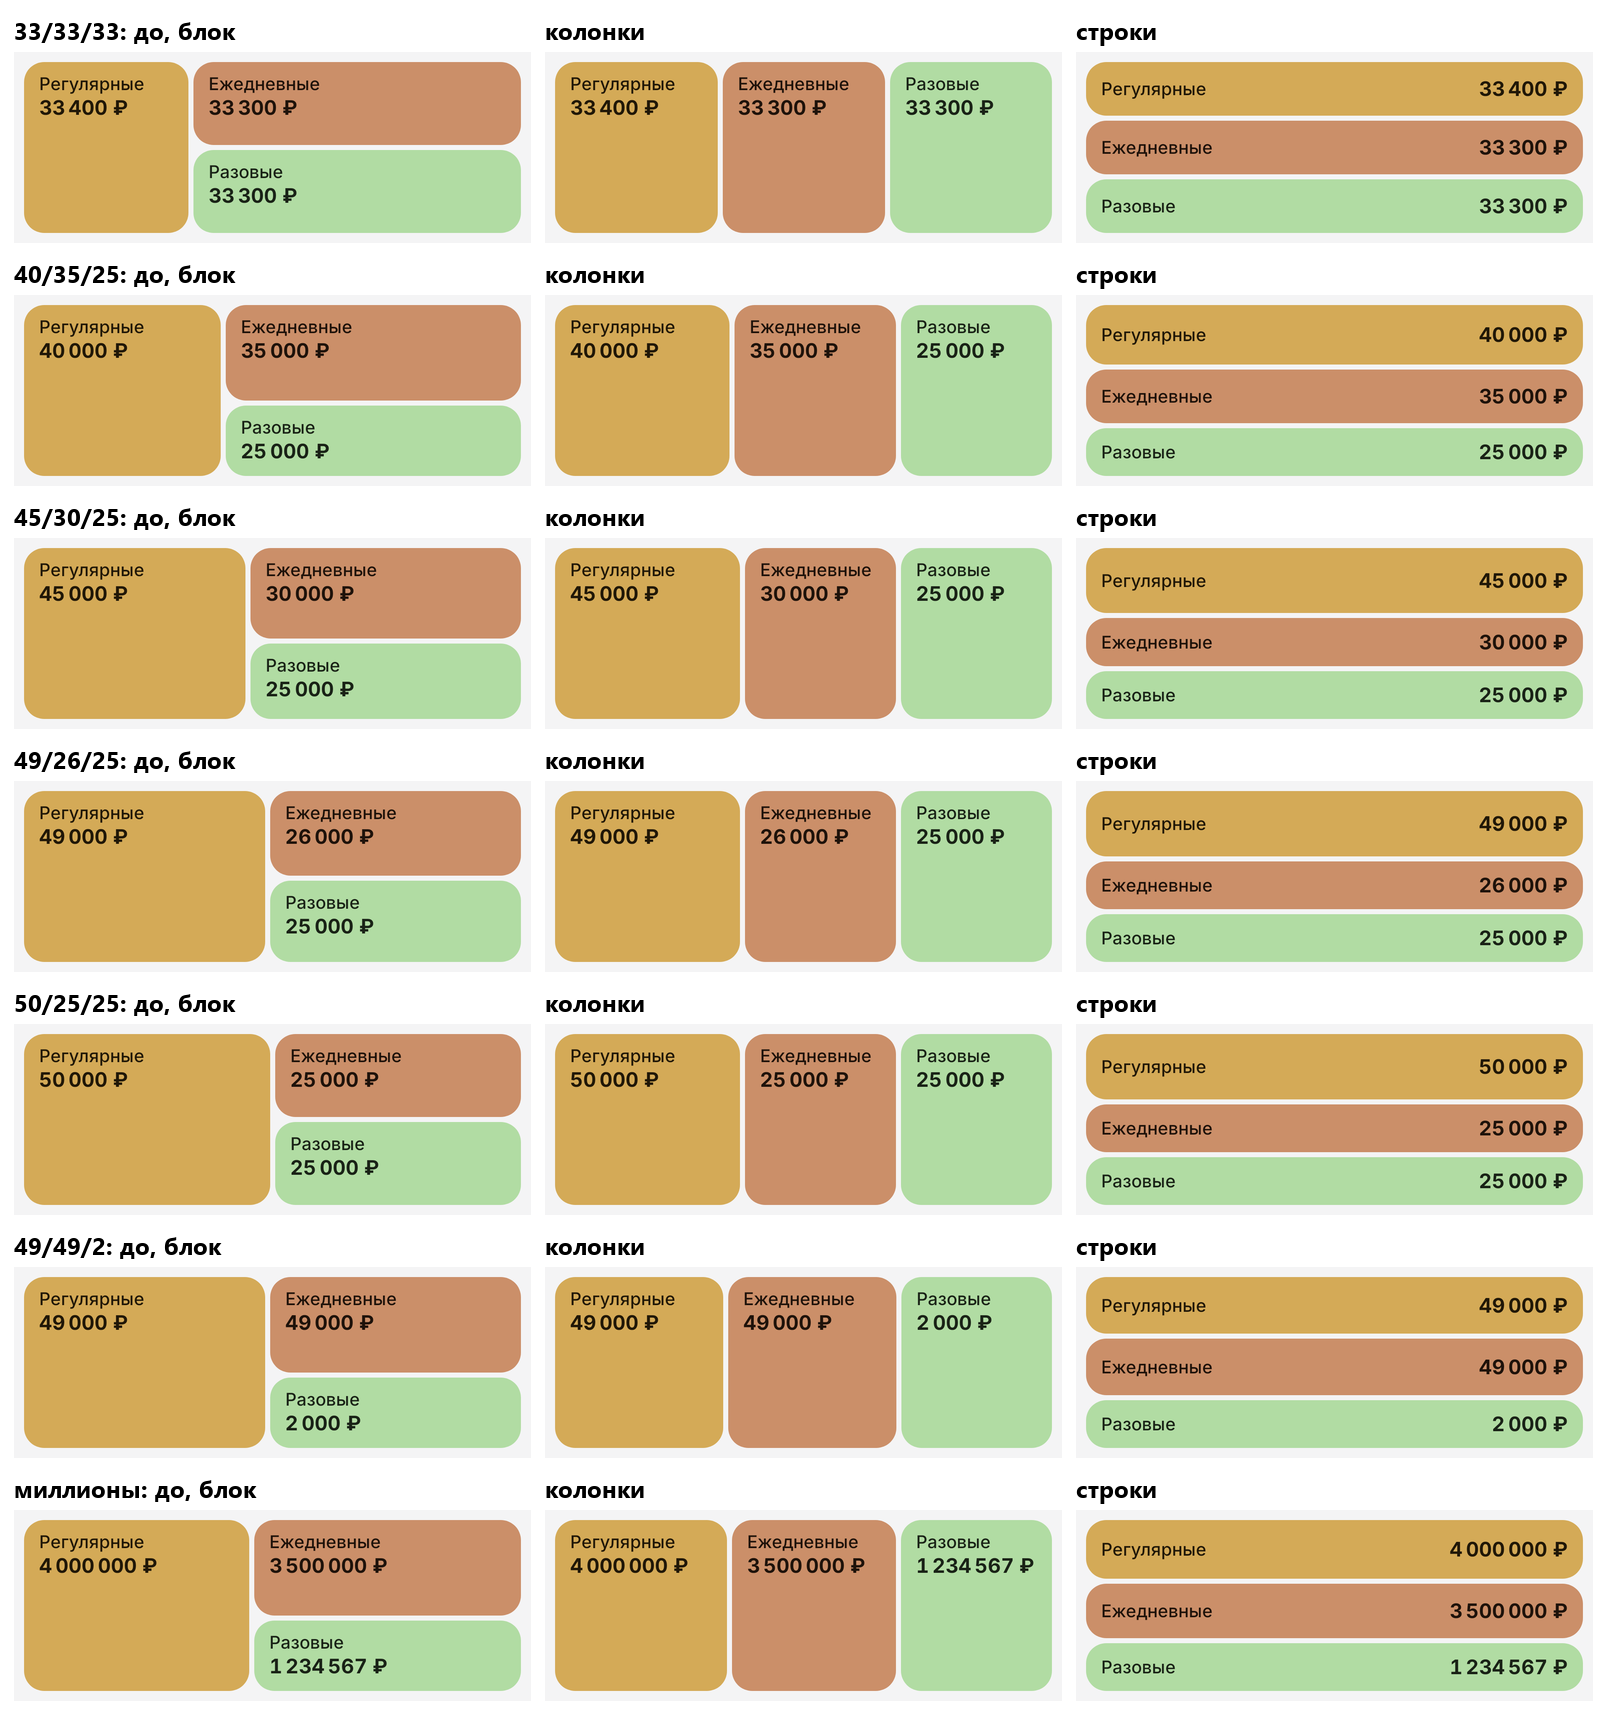 33/33/33: до, блок
Регулярные
33 400 ₽
Ежедневные
33 300 ₽
Разовые
33 300 ₽
колонки
Регулярные
33 400 ₽
Ежедневные
33 300 ₽
Разовые
33 300 ₽
строки
Регулярные 33 400 ₽
Ежедневные 33 300 ₽
Разовые 33 300 ₽
40/35/25: до, блок
Регулярные
40 000 ₽
Ежедневные
35 000 ₽
Разовые
25 000 ₽
колонки
Регулярные
40 000 ₽
Ежедневные
35 000 ₽
Разовые
25 000 ₽
строки
Регулярные 40 000 ₽
Ежедневные 35 000 ₽
Разовые 25 000 ₽
45/30/25: до, блок
Регулярные
45 000 ₽
Ежедневные
30 000 ₽
Разовые
25 000 ₽
колонки
Регулярные
45 000 ₽
Ежедневные
30 000 ₽
Разовые
25 000 ₽
строки
Регулярные 45 000 ₽
Ежедневные 30 000 ₽
Разовые 25 000 ₽
49/26/25: до, блок
Регулярные
49 000 ₽
Ежедневные
26 000 ₽
Разовые
25 000 ₽
колонки
Регулярные
49 000 ₽
Ежедневные
26 000 ₽
Разовые
25 000 ₽
строки
Регулярные 49 000 ₽
Ежедневные 26 000 ₽
Разовые 25 000 ₽
50/25/25: до, блок
Регулярные
50 000 ₽
Ежедневные
25 000 ₽
Разовые
25 000 ₽
колонки
Регулярные
50 000 ₽
Ежедневные
25 000 ₽
Разовые
25 000 ₽
строки
Регулярные 50 000 ₽
Ежедневные 25 000 ₽
Разовые 25 000 ₽
49/49/2: до, блок
Регулярные
49 000 ₽
Ежедневные
49 000 ₽
Разовые
2 000 ₽
колонки
Регулярные
49 000 ₽
Ежедневные
49 000 ₽
Разовые
2 000 ₽
строки
Регулярные 49 000 ₽
Ежедневные 49 000 ₽
Разовые 2 000 ₽
миллионы: до, блок
Регулярные
4 000 000 ₽
Ежедневные
3 500 000 ₽
Разовые
1 234 567 ₽
колонки
Регулярные
4 000 000 ₽
Ежедневные
3 500 000 ₽
Разовые
1 234 567 ₽
строки
Регулярные 4 000 000 ₽
Ежедневные 3 500 000 ₽
Разовые 1 234 567 ₽